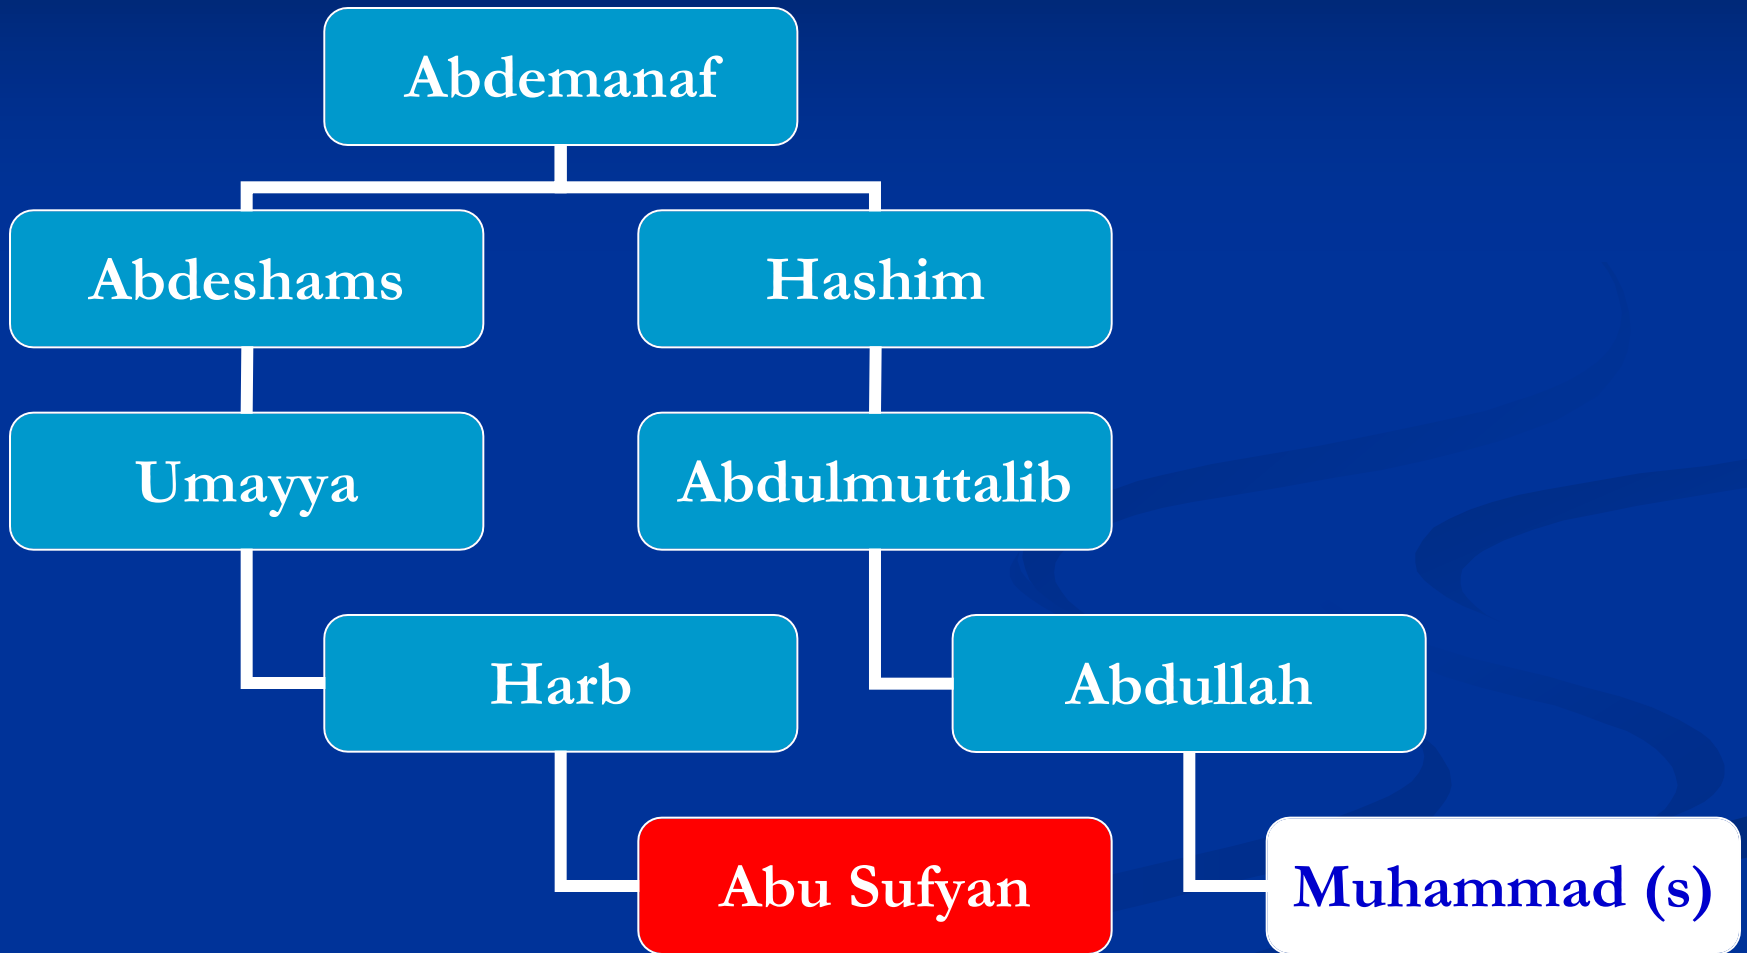 Abdemanaf
Abdeshams
Hashim
Umayya
Abdulmuttalib
Harb
Abdullah
Abu Sufyan
Muhammad (s)